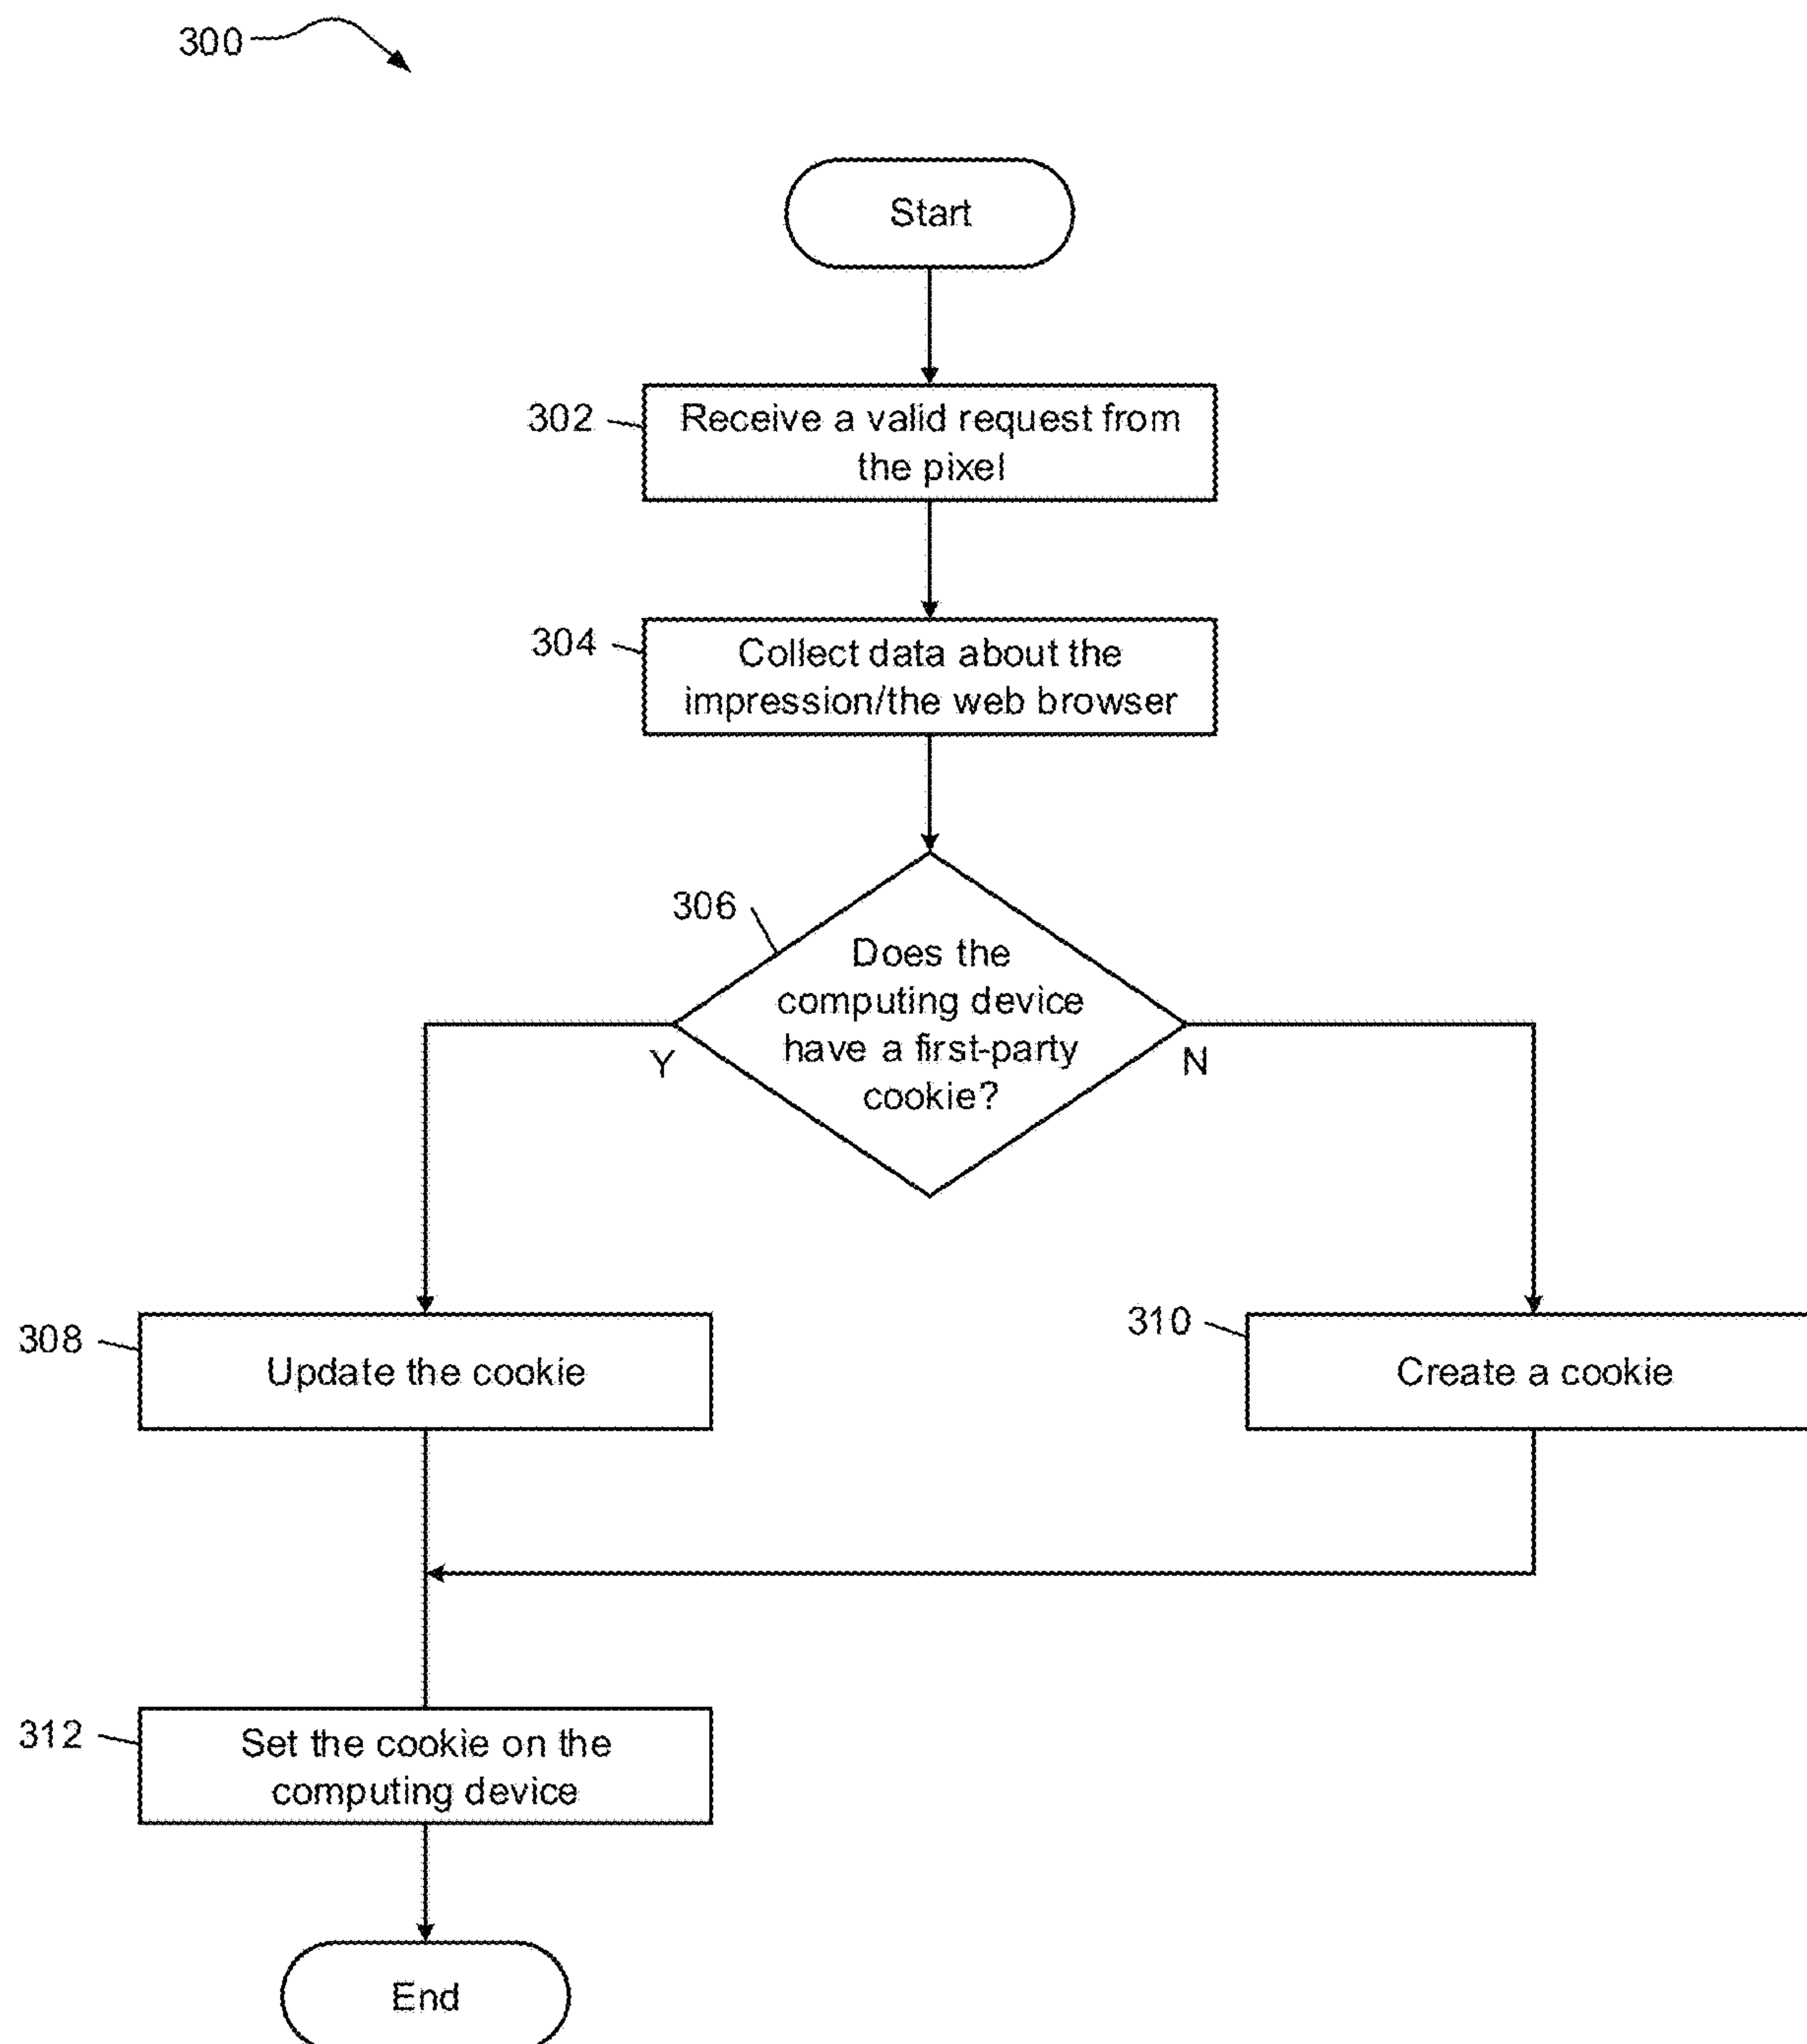 300
Start
302
Receive a valid request from
the pixel
304
Collect data about the
impression/the web browser
306
Does the
computing device
have a first-party
cookie?
Y
N
308
Update the cookie
310
Create a cookie
312
Set the cookie on the
computing device
End